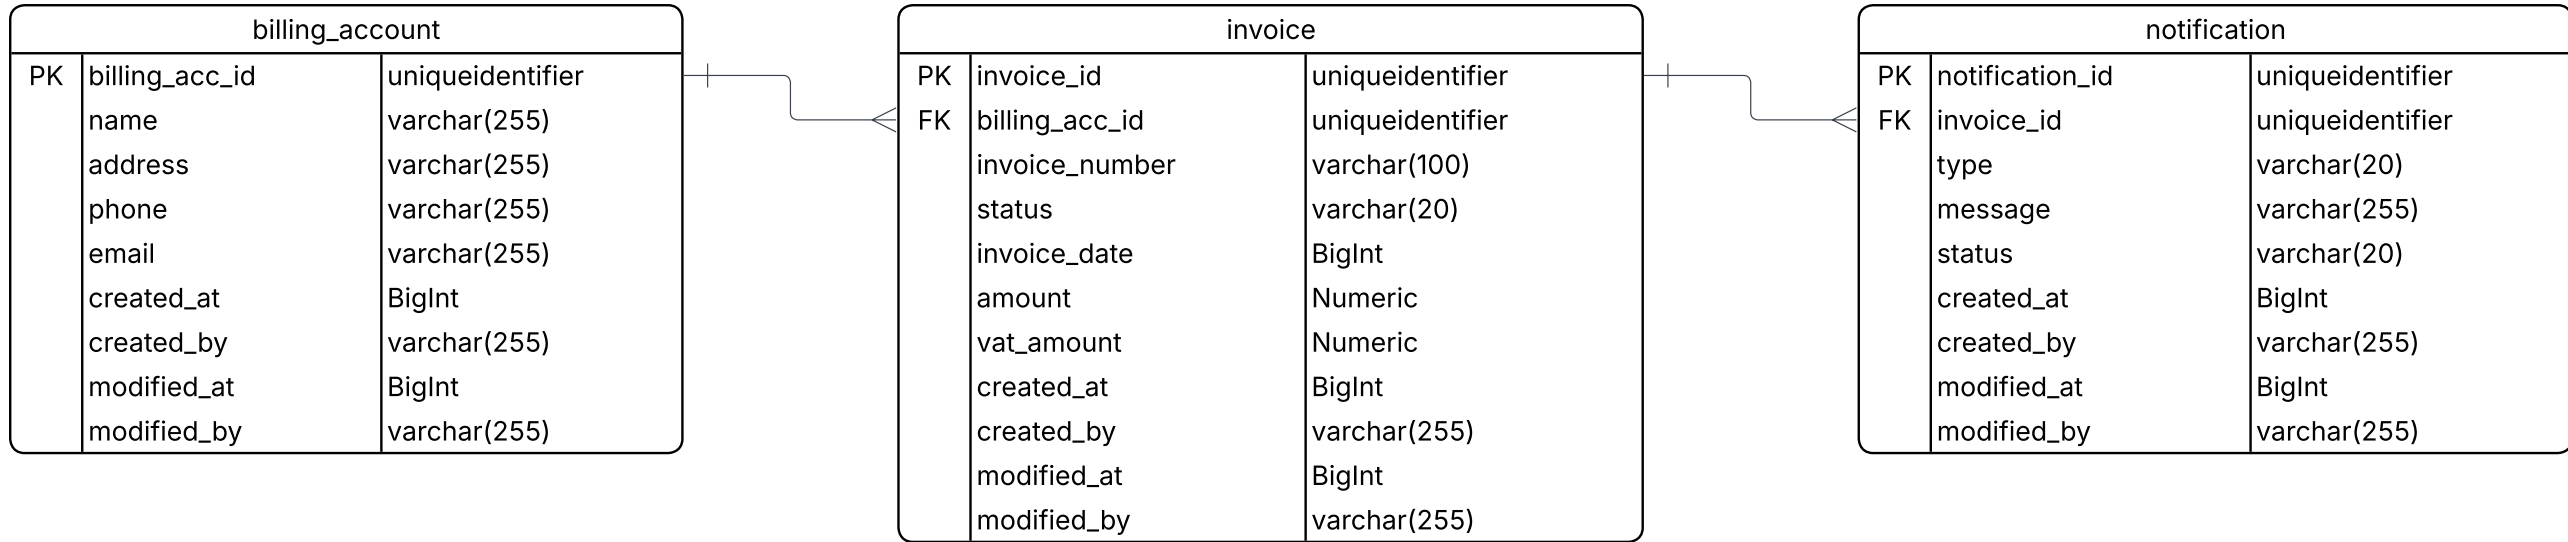 billing_account
PK billing_acc_id uniqueidentifier
name varchar(255)
address varchar(255)
phone varchar(255)
email varchar(255)
created_at BigInt
created_by varchar(255)
modified_at BigInt
modified_by varchar(255)
invoice
PK invoice_id uniqueidentifier
FK billing_acc_id uniqueidentifier
invoice_number varchar(100)
status varchar(20)
invoice_date BigInt
amount Numeric
vat_amount Numeric
created_at BigInt
created_by varchar(255)
modified_at BigInt
modified_by varchar(255)
notification
PK notification_id uniqueidentifier
FK invoice_id uniqueidentifier
type varchar(20)
message varchar(255)
status varchar(20)
created_at BigInt
created_by varchar(255)
modified_at BigInt
modified_by varchar(255)